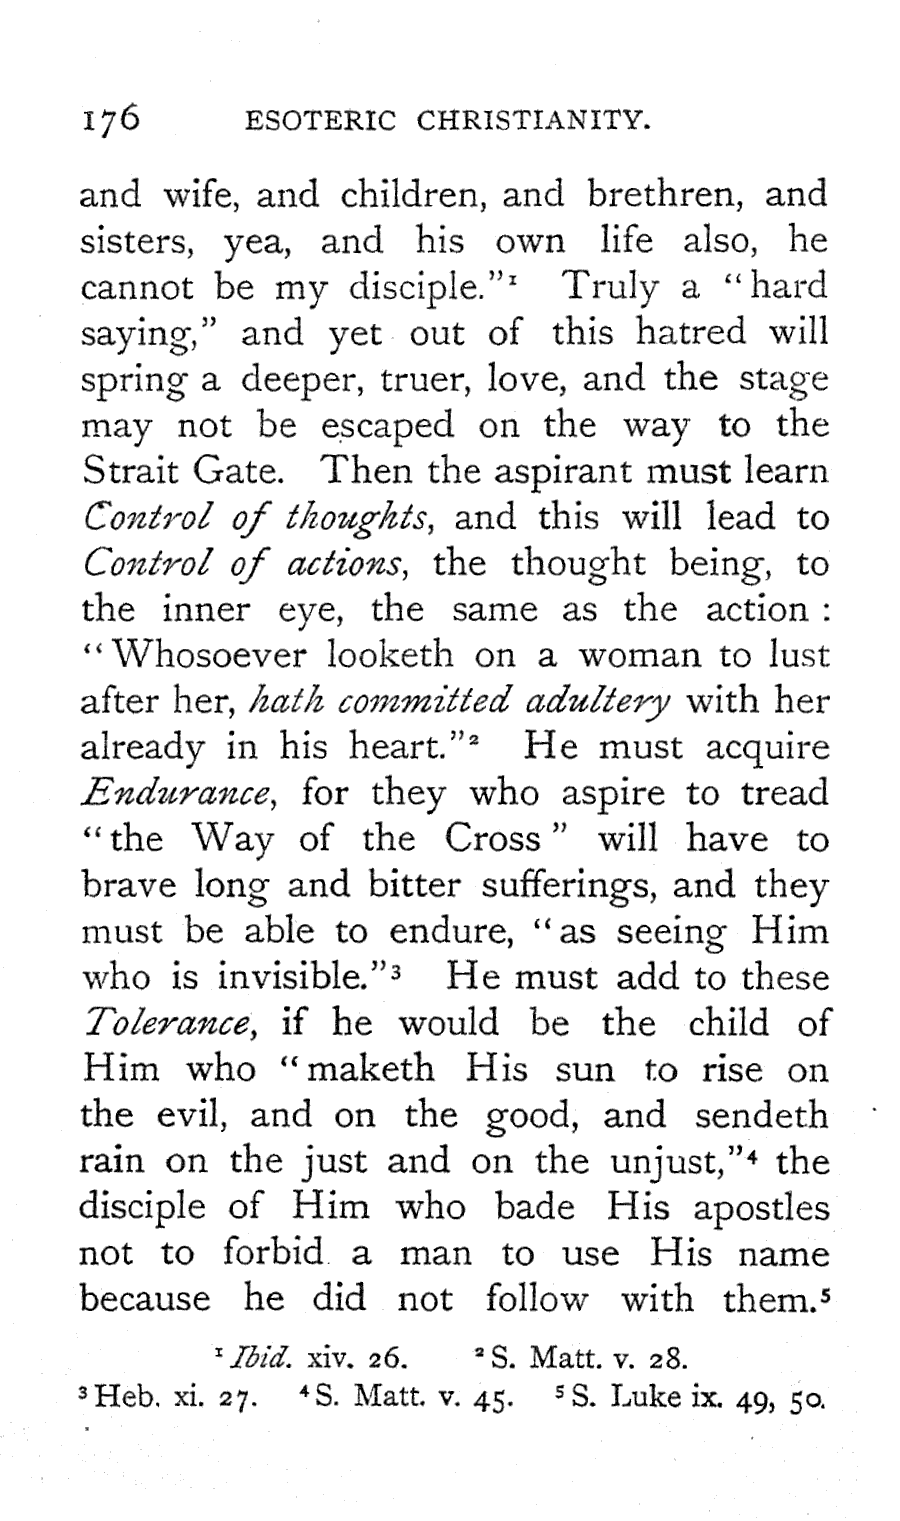 176 ESOTERIC CHRISTIANITY.
and wife, and children, and brethren, and
sisters, yea, and his own life also, he
cannot be my disciple."¹ Truly a "hard
saying," and yet out of this hatred will
spring a deeper, truer, love, and the stage
may not be escaped on the way to the
Strait Gate. Then the aspirant must learn
Control of thoughts, and this will lead to
Control of actions, the thought being, to
the inner eye, the same as the action :
"Whosoever looketh on a woman to lust
after her, hath committed adultery with her
already in his heart."² He must acquire
Endurance, for they who aspire to tread
"the Way of the Cross" will have to
brave long and bitter sufferings, and they
must be able to endure, "as seeing Him
who is invisible."³ He must add to these
Tolerance, if he would be the child of
Him who "maketh His sun to rise on
the evil, and on the good, and sendeth
rain on the just and on the unjust,"⁴ the
disciple of Him who bade His apostles
not to forbid a man to use His name
because he did not follow with them.⁵
¹ Ibid. xiv. 26. ² S. Matt. v. 28.
³ Heb. xi. 27. ⁴ S. Matt. v. 45. ⁵ S. Luke ix. 49, 50.